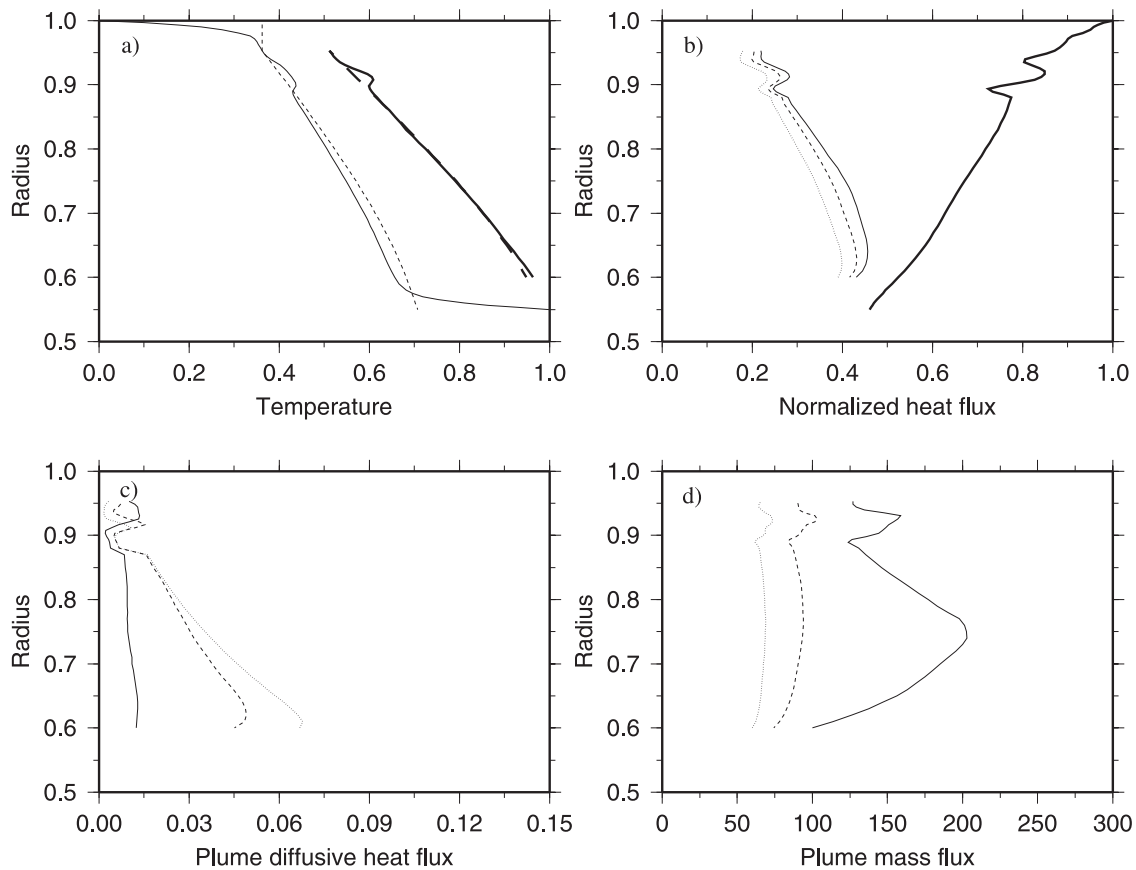 a)
1.0
0.9
0.8
0.7
0.6
0.5
Radius
0.0 0.2 0.4 0.6 0.8 1.0
Temperature
b)
1.0
0.9
0.8
0.7
0.6
0.5
Radius
0.0 0.2 0.4 0.6 0.8 1.0
Normalized heat flux
c)
1.0
0.9
0.8
0.7
0.6
0.5
Radius
0.00 0.03 0.06 0.09 0.12 0.15
Plume diffusive heat flux
d)
1.0
0.9
0.8
0.7
0.6
0.5
Radius
0 50 100 150 200 250 300
Plume mass flux